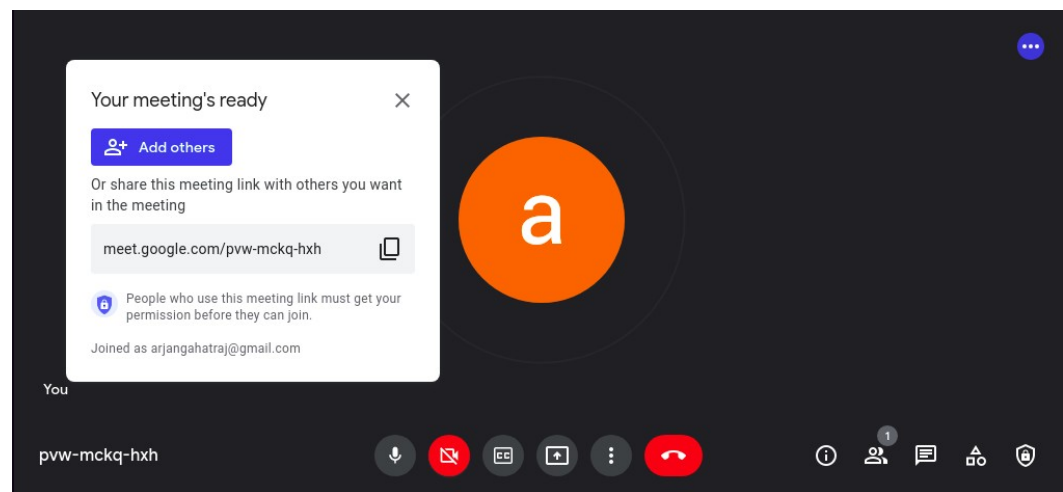 Your meeting's ready
Add others
Or share this meeting link with others you want
in the meeting
meet.google.com/pvw-mckq-hxh
People who use this meeting link must get your
permission before they can join.
Joined as arjangahatraj@gmail.com
a
You
pvw-mckq-hxh
CC
1